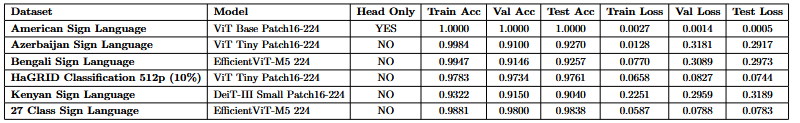 Dataset Model Head Only Train Acc Val Acc Test Acc Train Loss Val Loss Test Loss
American Sign Language ViT Base Patch16-224 YES 1.0000 1.0000 1.0000 0.0027 0.0014 0.0005
Azerbaijan Sign Language ViT Tiny Patch16-224 NO 0.9984 0.9100 0.9270 0.0128 0.3181 0.2917
Bengali Sign Language EfficientViT-M5 224 NO 0.9947 0.9146 0.9257 0.0770 0.3089 0.2973
HaGRID Classification 512p (10%) ViT Tiny Patch16-224 NO 0.9783 0.9734 0.9761 0.0658 0.0827 0.0744
Kenyan Sign Language DeiT-III Small Patch16-224 NO 0.9322 0.9150 0.9040 0.2251 0.2959 0.3189
27 Class Sign Language EfficientViT-M5 224 NO 0.9881 0.9800 0.9838 0.0587 0.0788 0.0783